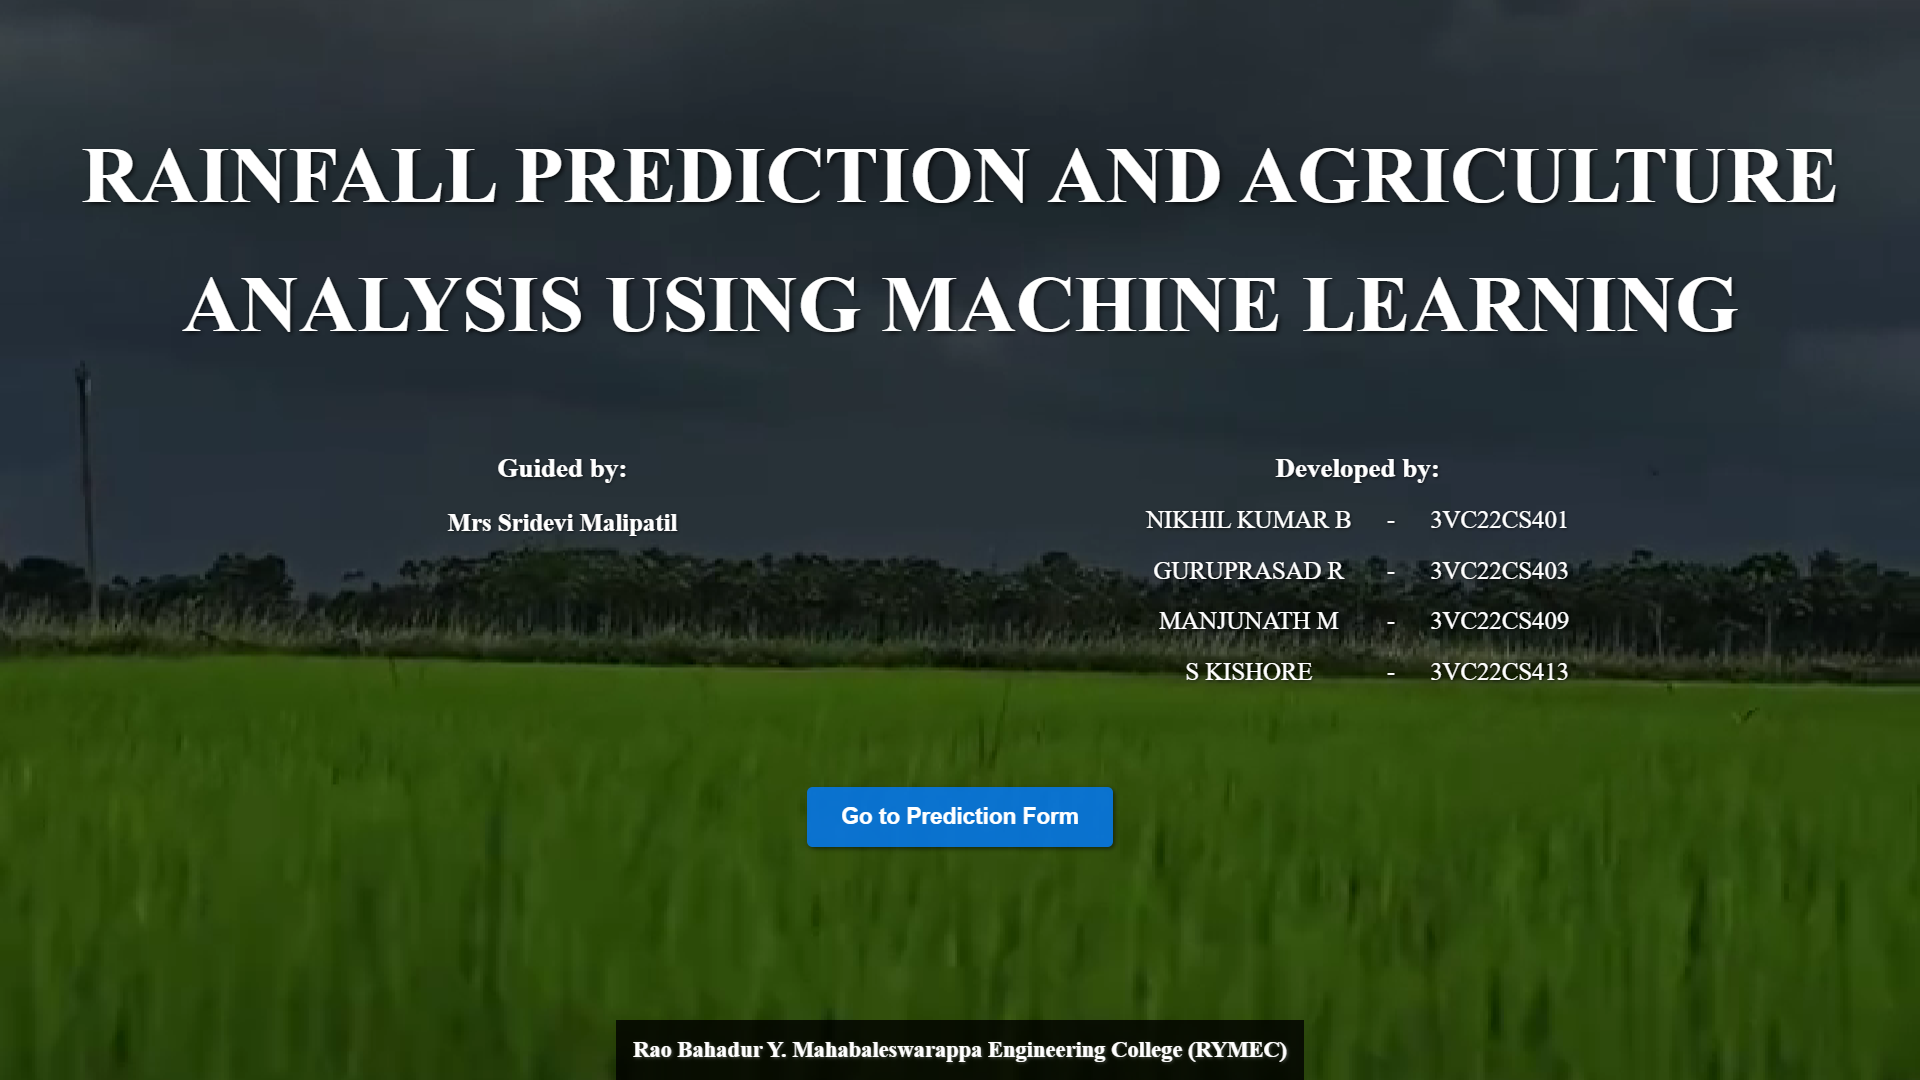 RAINFALL PREDICTION AND AGRICULTURE
ANALYSIS USING MACHINE LEARNING
Guided by:
Mrs Sridevi Malipatil
Developed by:
NIKHIL KUMAR B - 3VC22CS401
GURUPRASAD R - 3VC22CS403
MANJUNATH M - 3VC22CS409
S KISHORE - 3VC22CS413
Go to Prediction Form
Rao Bahadur Y. Mahabaleswarappa Engineering College (RYMEC)